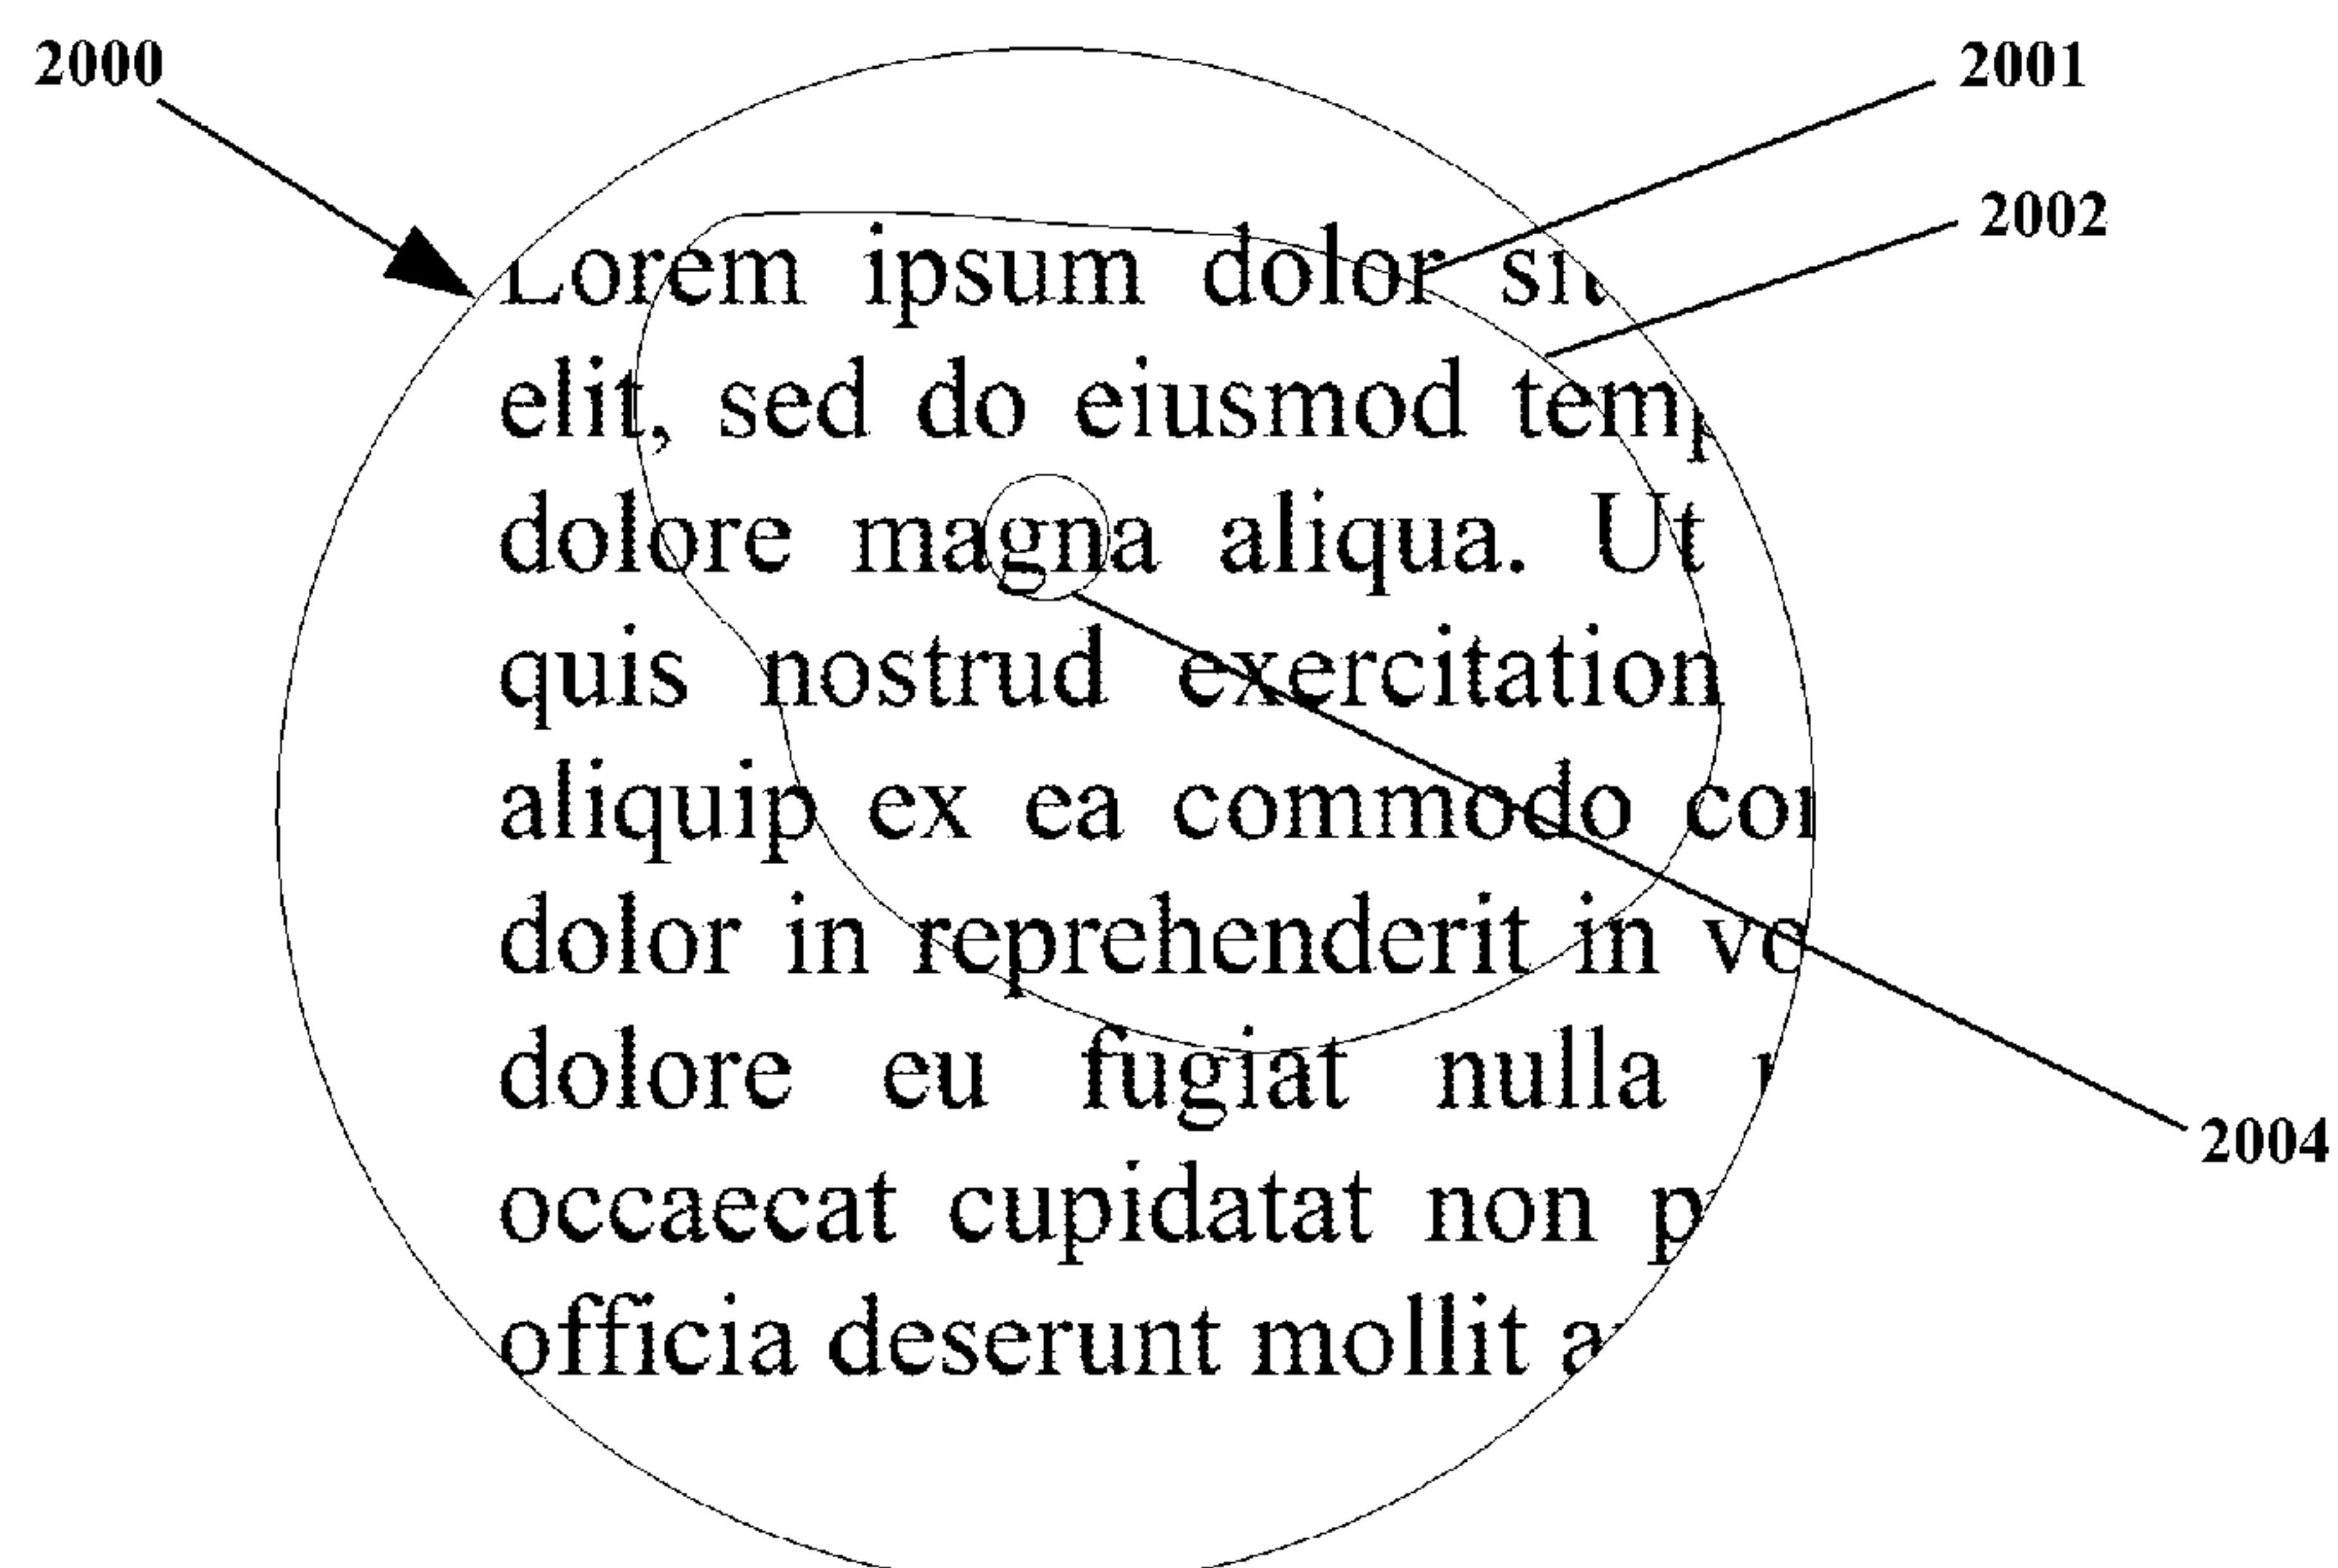 2000
2001
2002
Lorem ipsum dolor
elit, sed do eiusmod
dolore magna aliqua. Ut
quis nostrud exercitation
aliquip ex ea commodo
dolor in reprehenderit in
dolore eu fugiat nulla
2004
occaecat cupidatat non
officia deserunt mollit